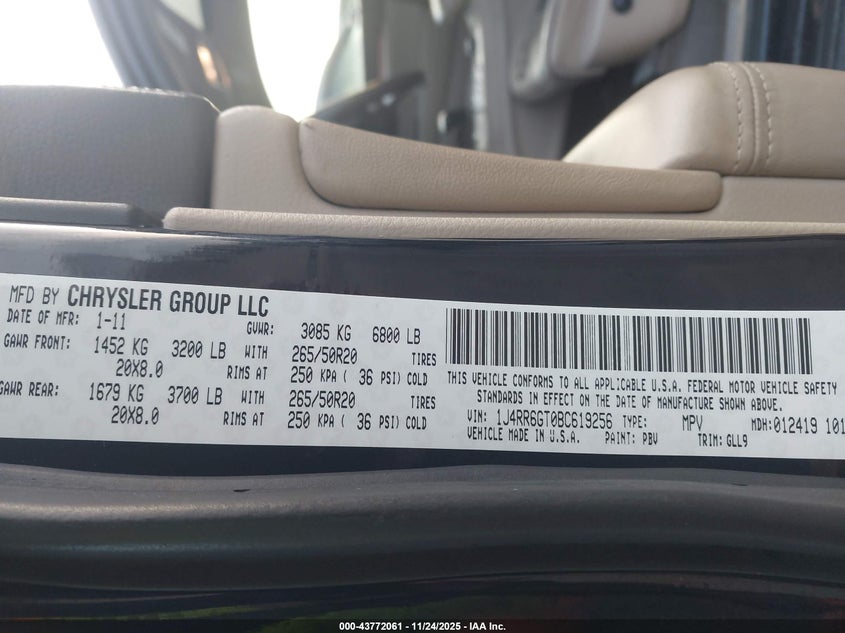 MFD BY CHRYSLER GROUP LLC
DATE OF MFR: 1-11 GVWR: 3085 KG 6800 LB
GAWR FRONT: 1452 KG 3200 LB WITH 265/50R20 TIRES
20X8.0 RIMS AT 250 KPA ( 36 PSI) COLD
GAWR REAR: 1679 KG 3700 LB WITH 265/50R20 TIRES
20X8.0 RIMS AT 250 KPA ( 36 PSI) COLD
THIS VEHICLE CONFORMS TO ALL APPLICABLE U.S.A. FEDERAL MOTOR VEHICLE SAFETY
STANDARDS IN EFFECT ON THE DATE OF MANUFACTURE SHOWN ABOVE.
VIN: 1J4RR6GT0BC619256 TYPE: MPV MDH: 012419 101
VEHICLE MADE IN U.S.A. PAINT: PBV TRIM: GLL9
000-43772061 | 11/24/2025 - IAA Inc.